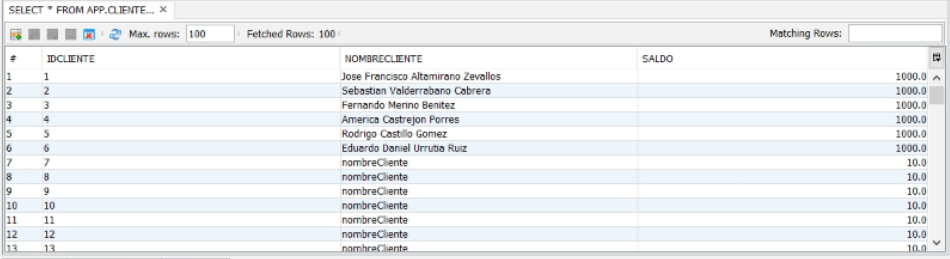 SELECT * FROM APP.CLIENTE... ×
Max. rows: 100 Fetched Rows: 100 Matching Rows:
# IDCLIENTE NOMBRECLIENTE SALDO
1 1 Jose Francisco Altamirano Zevallos 1000.0
2 2 Sebastian Valderrabano Cabrera 1000.0
3 3 Fernando Merino Benitez 1000.0
4 4 America Castrejon Porres 1000.0
5 5 Rodrigo Castillo Gomez 1000.0
6 6 Eduardo Daniel Urrutia Ruiz 1000.0
7 7 nombreCliente 10.0
8 8 nombreCliente 10.0
9 9 nombreCliente 10.0
10 10 nombreCliente 10.0
11 11 nombreCliente 10.0
12 12 nombreCliente 10.0
13 13 nombreCliente 10.0